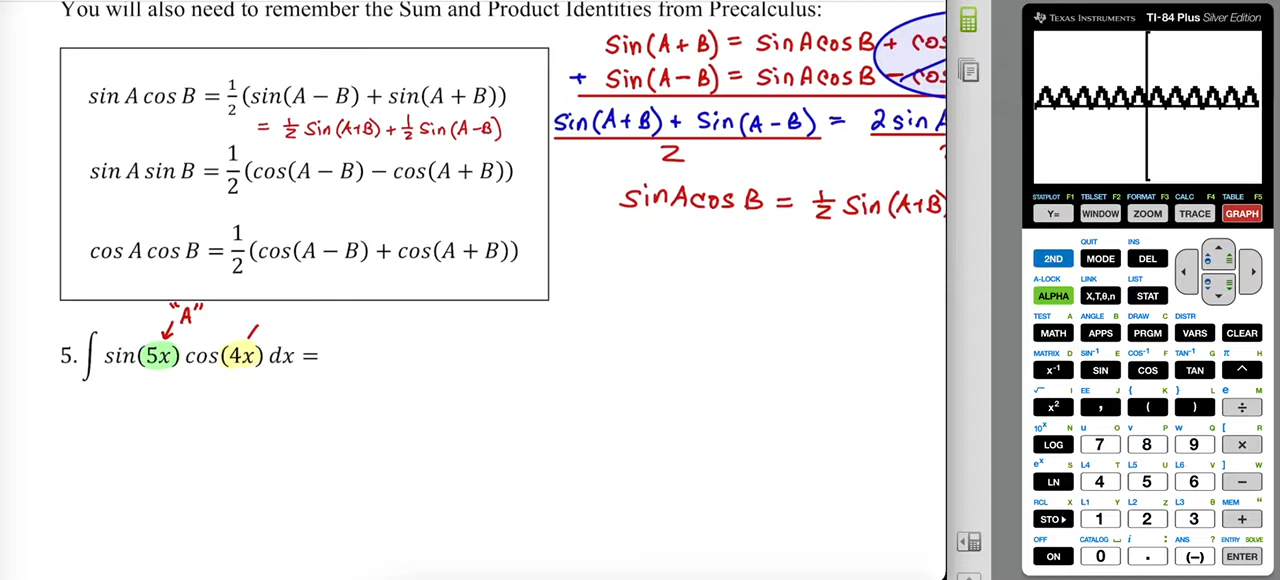 You will also need to remember the Sum and Product Identities from Precalculus:
sin A cos B = 1/2 (sin(A − B) + sin(A + B))
= 1/2 Sin(A+B) + 1/2 Sin(A−B)
sin A sin B = 1/2 (cos(A − B) − cos(A + B))
cos A cos B = 1/2 (cos(A − B) + cos(A + B))
Sin(A + B) = SinA cosB + cos
+ Sin(A − B) = SinA cosB − cos
Sin(A+B) + Sin(A−B) = 2 sin A
2
SinAcosB = 1/2 Sin(A+B)
"A"
5. ∫ sin(5x) cos(4x) dx =
TEXAS INSTRUMENTS TI-84 Plus Silver Edition
STATPLOT F1 TBLSET F2 FORMAT F3 CALC F4 TABLE F5
Y= WINDOW ZOOM TRACE GRAPH
QUIT INS
2ND MODE DEL
A-LOCK LINK LIST
ALPHA X,T,θ,n STAT
TEST A ANGLE B DRAW C DISTR
MATH APPS PRGM VARS CLEAR
MATRIX D SIN⁻¹ E COS⁻¹ F TAN⁻¹ G π H
x⁻¹ SIN COS TAN ^
√ I EE J { K } L e M
x² , ( ) ÷
10ˣ N u O v P w Q [ R
LOG 7 8 9 ×
eˣ S L4 T L5 U L6 V ] W
LN 4 5 6 −
RCL X L1 Y L2 Z L3 θ MEM "
STO▶ 1 2 3 +
OFF CATALOG ⎵ i : ANS ? ENTRY SOLVE
ON 0 . (−) ENTER